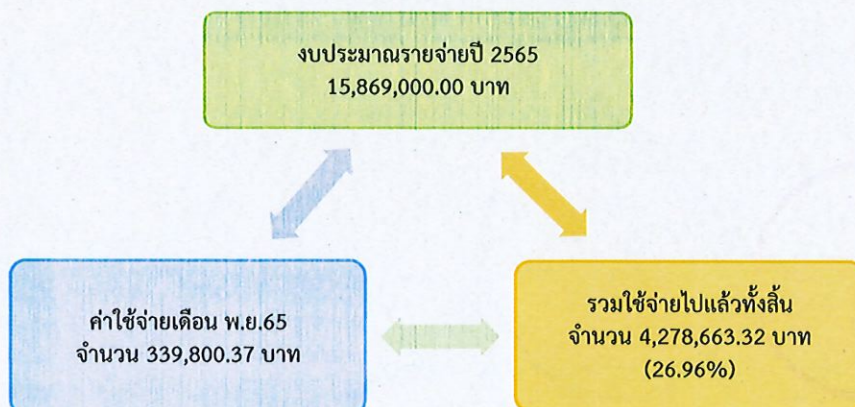 งบประมาณรายจ่ายปี 2565
15,869,000.00 บาท
ค่าใช้จ่ายเดือน พ.ย.65
จำนวน 339,800.37 บาท
รวมใช้จ่ายไปแล้วทั้งสิ้น
จำนวน 4,278,663.32 บาท
(26.96%)